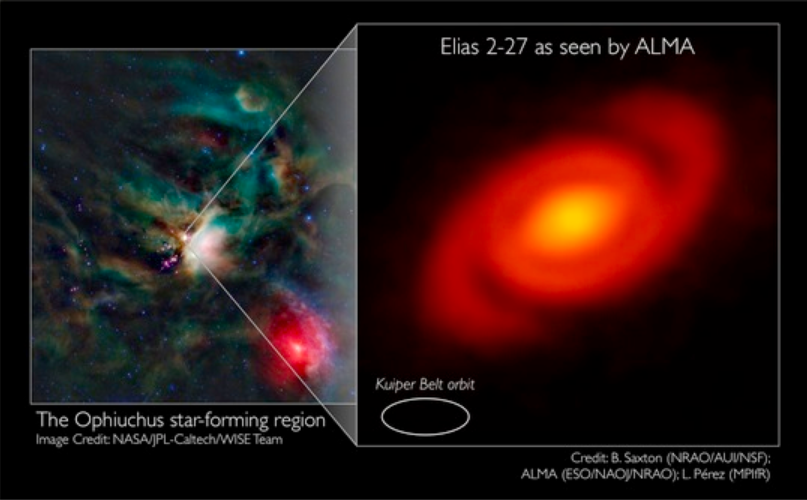 Elias 2-27 as seen by ALMA
Kuiper Belt orbit
The Ophiuchus star-forming region
Image Credit: NASA/JPL-Caltech/WISE Team
Credit: B. Saxton (NRAO/AUI/NSF);
ALMA (ESO/NAOJ/NRAO); L. Pérez (MPIfR)